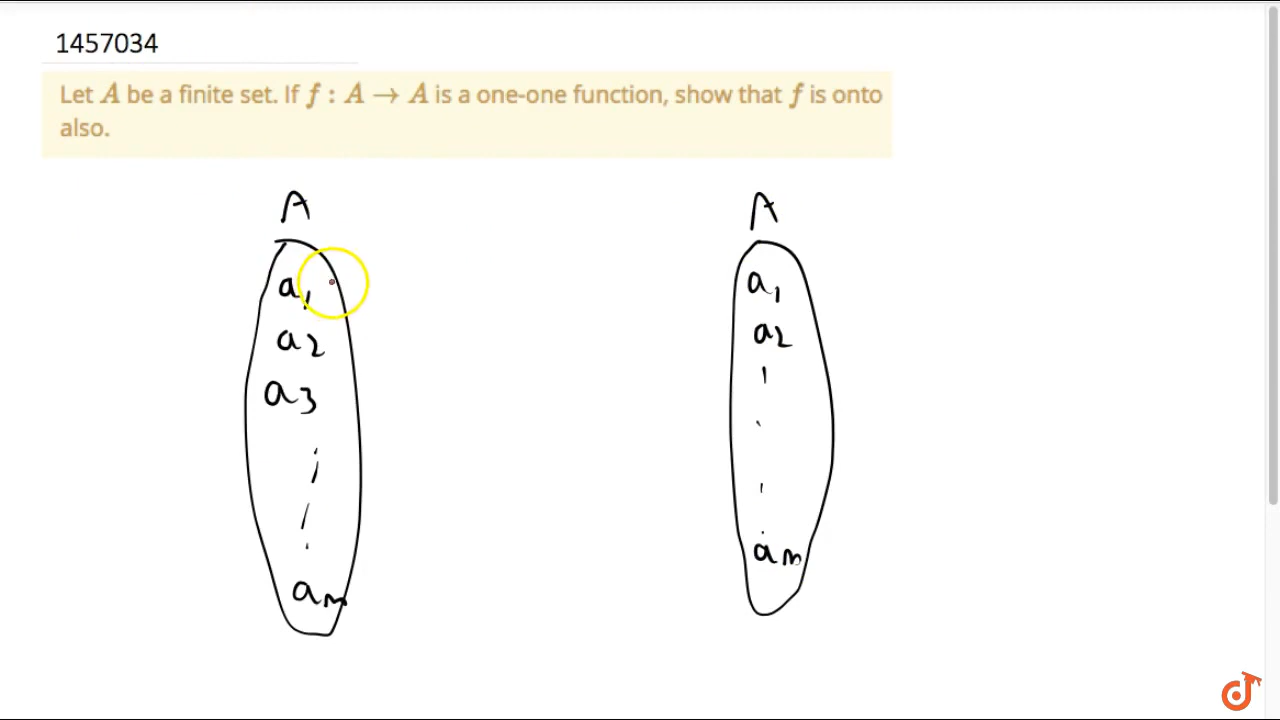 1457034
Let A be a finite set. If f : A → A is a one-one function, show that f is onto
also.
A
A
a1
a1
a2
a2
a3
am
am